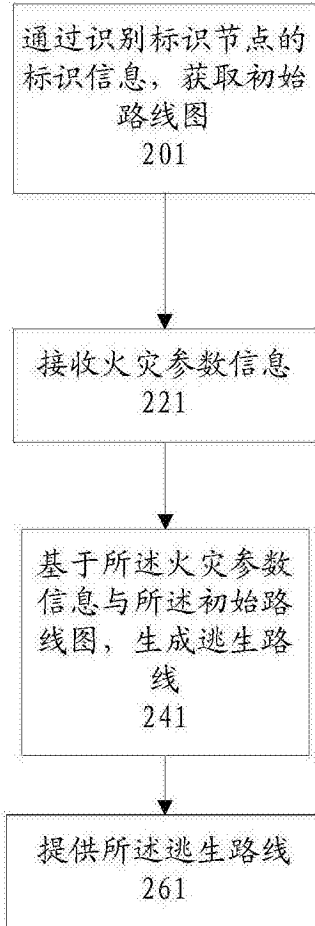 通过识别标识节点的
标识信息，获取初始
路线图
201
接收火灾参数信息
221
基于所述火灾参数
信息与所述初始路
线图，生成逃生路
线
241
提供所述逃生路线
261